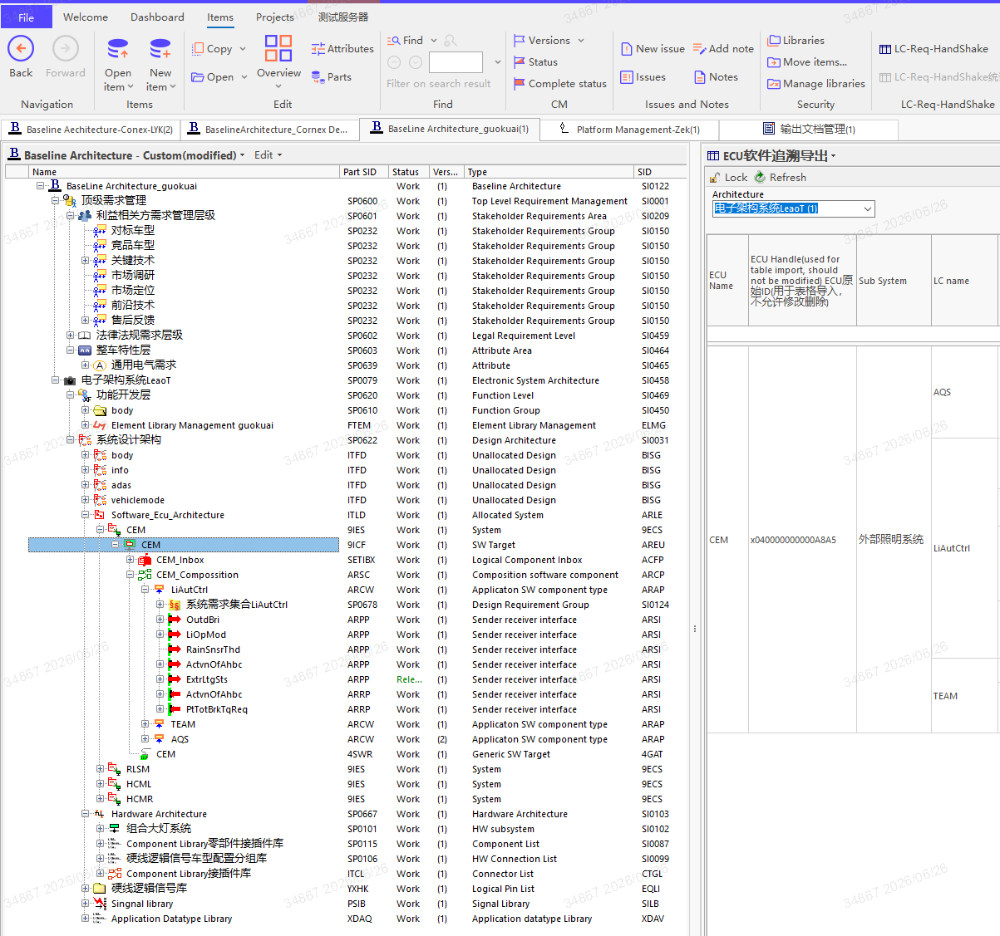 File Welcome Dashboard Items Projects 测试服务器
Back Forward Open item New item Copy Open Overview Attributes Parts Find Filter on search result Versions Status Complete status New issue Add note Issues Notes Libraries Move items... Manage libraries LC-Req-HandShake LC-Req-HandShake统
Navigation Items Edit Find CM Issues and Notes Security LC-Req-HandShake
Baseline Aechitecture-Conex-LYK(2) BaselineArchitecture_Cornex De... BaseLine Architecture_guokuai(1) Platform Management-Zek(1) 输出文档管理(1)
Baseline Architecture - Custom(modified) Edit
Name Part SID Status Vers... Type SID
BaseLine Architecture_guokuai Work (1) Baseline Architecture SI0122
顶级需求管理 SP0600 Work (1) Top Level Requirement Management SI0001
利益相关方需求管理层级 SP0601 Work (1) Stakeholder Requirements Area SI0209
对标车型 SP0232 Work (1) Stakeholder Requirements Group SI0150
竞品车型 SP0232 Work (1) Stakeholder Requirements Group SI0150
关键技术 SP0232 Work (1) Stakeholder Requirements Group SI0150
市场调研 SP0232 Work (1) Stakeholder Requirements Group SI0150
市场定位 SP0232 Work (1) Stakeholder Requirements Group SI0150
前沿技术 SP0232 Work (1) Stakeholder Requirements Group SI0150
售后反馈 SP0232 Work (1) Stakeholder Requirements Group SI0150
法律法规需求层级 SP0602 Work (1) Legal Requirement Level SI0459
整车特性层 SP0603 Work (1) Attribute Area SI0464
通用电气需求 SP0639 Work (1) Attribute SI0465
电子架构系统LeaoT SP0079 Work (1) Electronic System Architecture SI0458
功能开发层 SP0620 Work (1) Function Level SI0469
body SP0610 Work (1) Function Group SI0450
Element Library Management guokuai FTEM Work (1) Element Library Management ELMG
系统设计架构 SP0622 Work (1) Design Architecture SI0031
body ITFD Work (1) Unallocated Design BISG
info ITFD Work (1) Unallocated Design BISG
adas ITFD Work (1) Unallocated Design BISG
vehiclemode ITFD Work (1) Unallocated Design BISG
Software_Ecu_Architecture ITLD Work (1) Allocated System ARLE
CEM 9IES Work (1) System 9ECS
CEM 9ICF Work (1) SW Target AREU
CEM_Inbox SETIBX Work (1) Logical Component Inbox ACFP
CEM_Compossition ARSC Work (1) Composition software component ARCP
LiAutCtrl ARCW Work (1) Applicaton SW component type ARAP
系统需求集合LiAutCtrl SP0678 Work (1) Design Requirement Group SI0124
OutdBri ARPP Work (1) Sender receiver interface ARSI
LiOpMod ARPP Work (1) Sender receiver interface ARSI
RainSnsrThd ARPP Work (1) Sender receiver interface ARSI
ActvnOfAhbc ARPP Work (1) Sender receiver interface ARSI
ExtrLtgSts ARPP Rele... (1) Sender receiver interface ARSI
ActvnOfAhbc ARRP Work (1) Sender receiver interface ARSI
PtTotBrkTqReq ARRP Work (1) Sender receiver interface ARSI
TEAM ARCW Work (1) Applicaton SW component type ARAP
AQS ARCW Work (2) Applicaton SW component type ARAP
CEM 4SWR Work (1) Generic SW Target 4GAT
RLSM 9IES Work (1) System 9ECS
HCML 9IES Work (1) System 9ECS
HCMR 9IES Work (1) System 9ECS
Hardware Architecture SP0667 Work (1) Hardware Architecture SI0103
组合大灯系统 SP0101 Work (1) HW subsystem SI0102
Component Library零部件接插件库 SP0115 Work (1) Component List SI0087
硬线逻辑信号车型配置分组库 SP0106 Work (1) HW Connection List SI0099
Component Library接插件库 ITCL Work (1) Connector List CTGL
硬线逻辑信号库 YXHK Work (1) Logical Pin List EQLI
Singnal library PSIB Work (1) Signal Library SILB
Application Datatype Library XDAQ Work (1) Application datatype Library XDAV
ECU软件追溯导出
Lock Refresh
Architecture
电子架构系统LeaoT (1)
ECU Name
ECU Handle(used for table import, should not be modified) ECU原始ID(用于表格导入，不允许修改删除)
Sub System
LC name
CEM x040000000000A8A5 外部照明系统
AQS
LiAutCtrl
TEAM
34867 2026/06/26